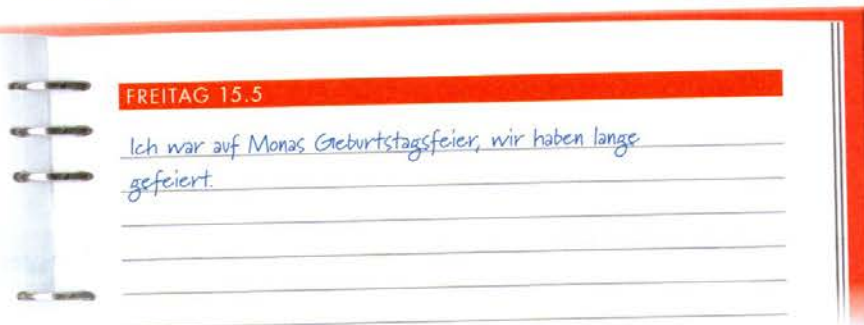 FREITAG 15.5
Ich war auf Monas Geburtstagsfeier, wir haben lange
gefeiert.